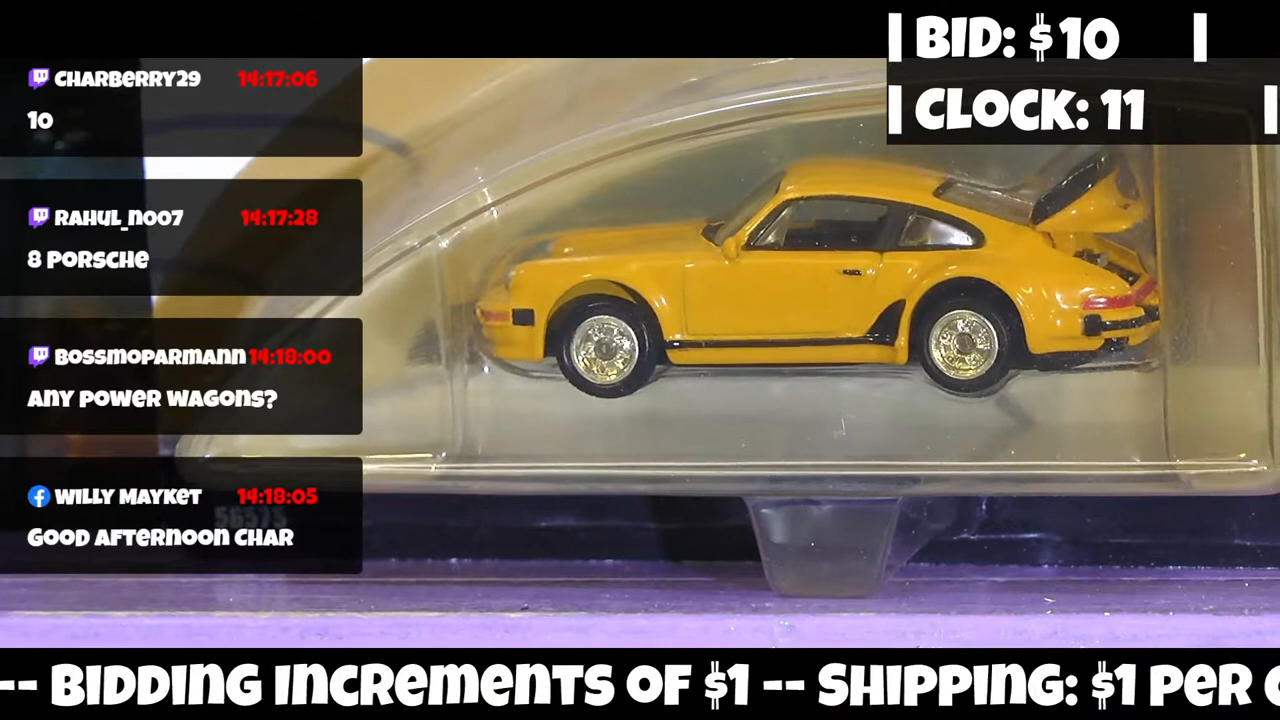 | BID: $10 |
| CLOCK: 11 |
CHARBERRY29 14:17:06
10
RAHUL_N007 14:17:28
8 PORSCHE
BOSSMOPARMANN 14:18:00
ANY POWER WAGONS?
WILLY MAYKET 14:18:05
GOOD AFTERNOON CHAR
-- BIDDING INCREMENTS OF $1 -- SHIPPING: $1 PER